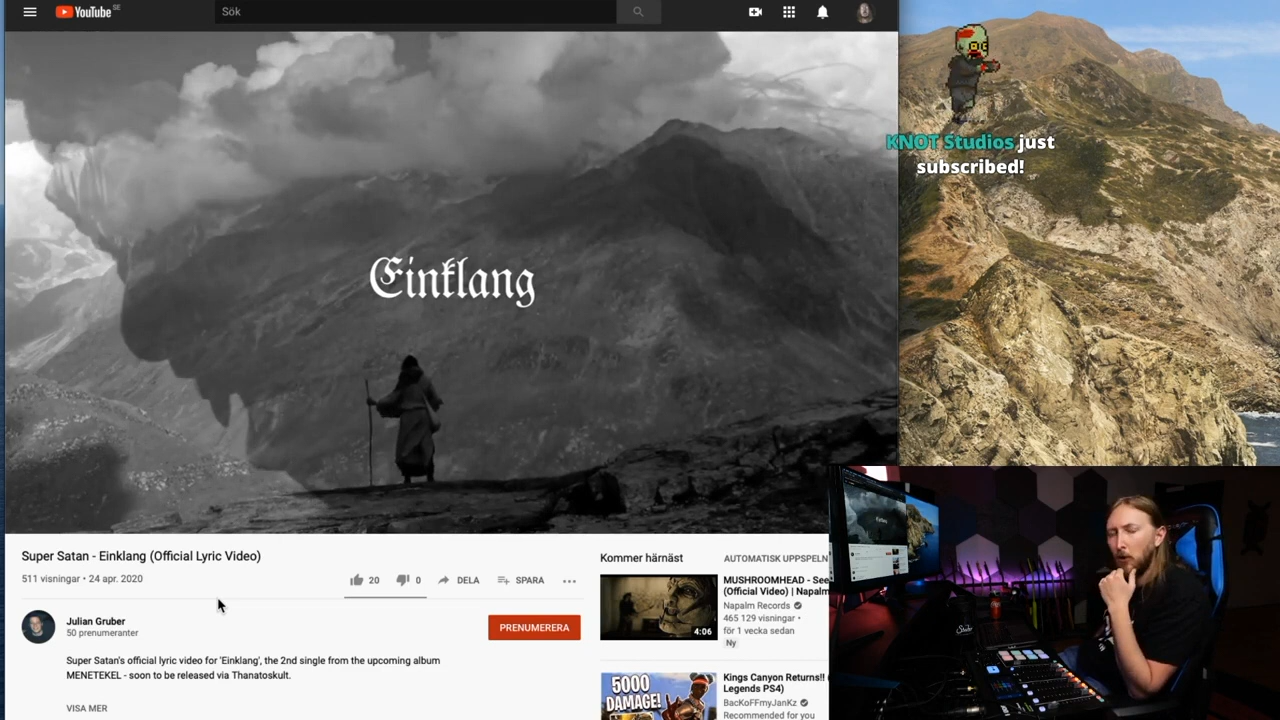 YouTube SE
Sök
KNOT Studios just
subscribed!
Einklang
Super Satan - Einklang (Official Lyric Video)
511 visningar • 24 apr. 2020
20
0
DELA
SPARA
Julian Gruber
50 prenumeranter
PRENUMERERA
Super Satan's official lyric video for 'Einklang', the 2nd single from the upcoming album
MENETEKEL - soon to be released via Thanatoskult.
VISA MER
Kommer härnäst
AUTOMATISK UPPSPELN
4:06
MUSHROOMHEAD - See
(Official Video) | Napalm
Napalm Records
465 129 visningar •
för 1 vecka sedan
Ny
5000
DAMAGE!
Kings Canyon Returns!! (
Legends PS4)
BacKoFFmyJanKz
Recommended for you